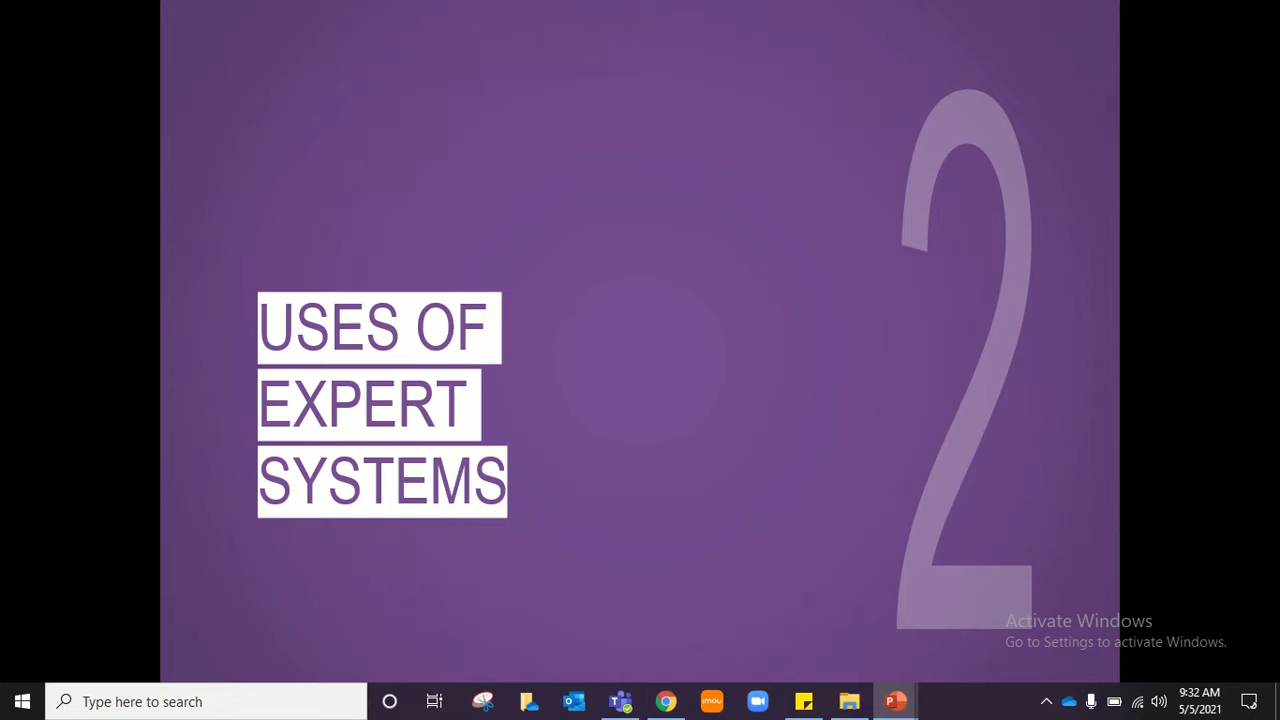 2
USES OF
EXPERT
SYSTEMS
Activate Windows
Go to Settings to activate Windows.
Type here to search
imou
9:32 AM
5/5/2021